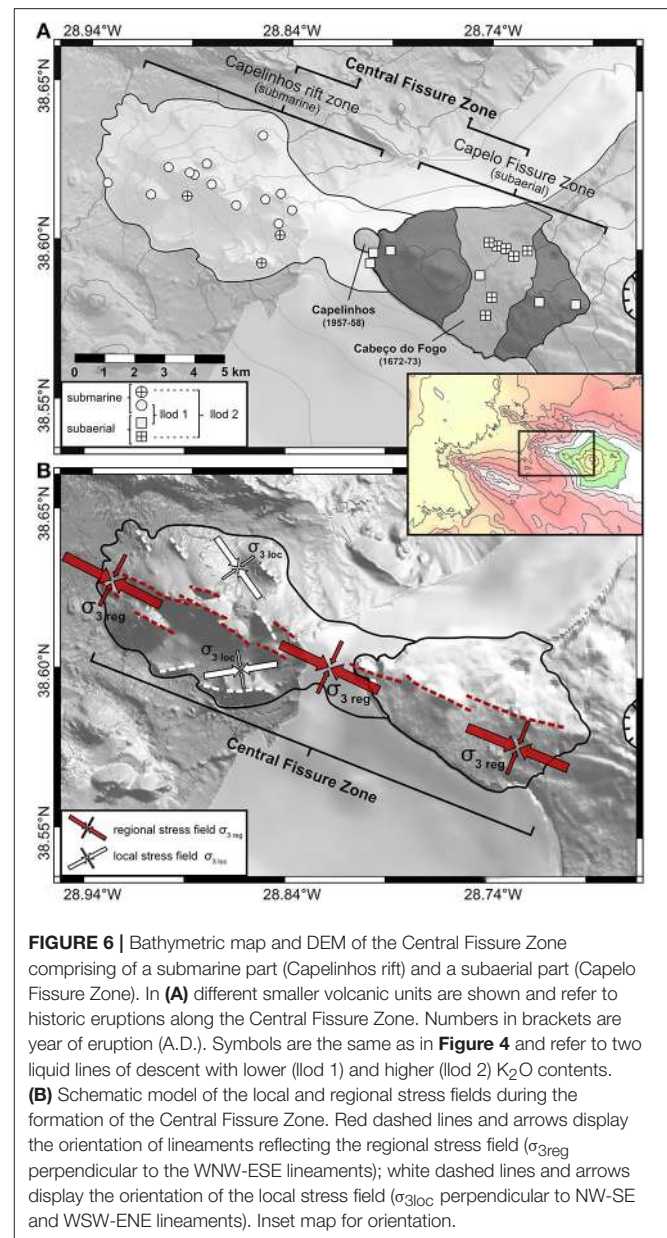 28.94°W 28.84°W 28.74°W
A
38.65°N
38.60°N
38.55°N
Capelinhos rift zone
(submarine)
Central Fissure Zone
Capelo Fissure Zone
(subaerial)
Capelinhos
(1957-58)
Cabeço do Fogo
(1672-73)
0 1 2 3 4 5 km
submarine
subaerial
llod 1
llod 2
B
38.65°N
38.60°N
38.55°N
σ3 loc
σ3 reg
σ3 loc
σ3 reg
σ3 reg
Central Fissure Zone
regional stress field σ3 reg
local stress field σ3 loc
28.94°W 28.84°W 28.74°W
FIGURE 6 | Bathymetric map and DEM of the Central Fissure Zone
comprising of a submarine part (Capelinhos rift) and a subaerial part (Capelo
Fissure Zone). In (A) different smaller volcanic units are shown and refer to
historic eruptions along the Central Fissure Zone. Numbers in brackets are
year of eruption (A.D.). Symbols are the same as in Figure 4 and refer to two
liquid lines of descent with lower (llod 1) and higher (llod 2) K2O contents.
(B) Schematic model of the local and regional stress fields during the
formation of the Central Fissure Zone. Red dashed lines and arrows display
the orientation of lineaments reflecting the regional stress field (σ3reg
perpendicular to the WNW-ESE lineaments); white dashed lines and arrows
display the orientation of the local stress field (σ3loc perpendicular to NW-SE
and WSW-ENE lineaments). Inset map for orientation.